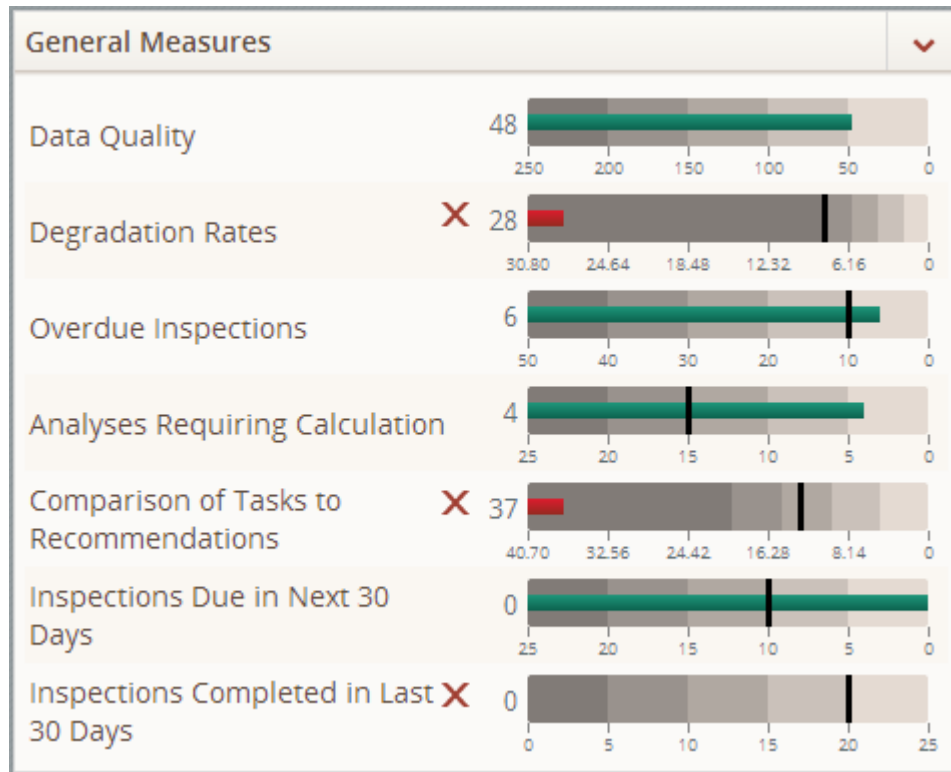 General Measures
Data Quality
48
250 200 150 100 50 0
Degradation Rates
28
30.80 24.64 18.48 12.32 6.16 0
Overdue Inspections
6
50 40 30 20 10 0
Analyses Requiring Calculation
4
25 20 15 10 5 0
Comparison of Tasks to
Recommendations
37
40.70 32.56 24.42 16.28 8.14 0
Inspections Due in Next 30
Days
0
25 20 15 10 5 0
Inspections Completed in Last
30 Days
0
0 5 10 15 20 25